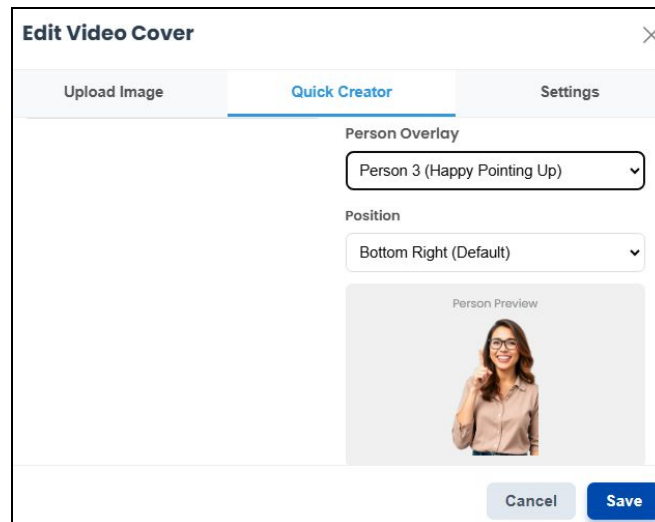 Edit Video Cover
Upload Image
Quick Creator
Settings
Person Overlay
Person 3 (Happy Pointing Up)
Position
Bottom Right (Default)
Person Preview
Cancel
Save